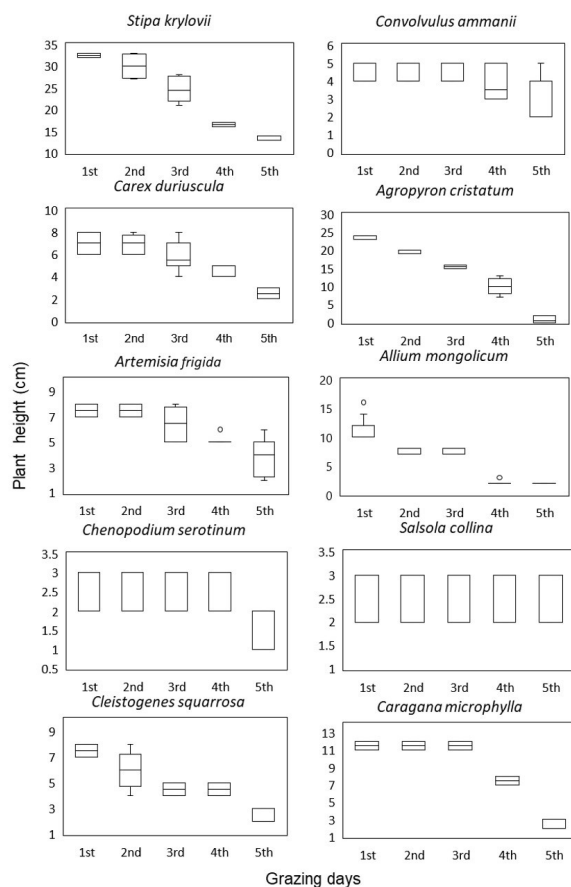 Stipa krylovii
35
30
25
20
15
10
1st 2nd 3rd 4th 5th
Convolvulus ammanii
6
5
4
3
2
1
0
1st 2nd 3rd 4th 5th
Carex duriuscula
10
8
6
4
2
0
1st 2nd 3rd 4th 5th
Agropyron cristatum
30
25
20
15
10
5
0
1st 2nd 3rd 4th 5th
Plant height (cm)
Artemisia frigida
9
7
5
3
1
1st 2nd 3rd 4th 5th
Allium mongolicum
20
15
10
5
0
1st 2nd 3rd 4th 5th
Chenopodium serotinum
3.5
3
2.5
2
1.5
1
0.5
1st 2nd 3rd 4th 5th
Salsola collina
3.5
3
2.5
2
1.5
1
1st 2nd 3rd 4th 5th
Cleistogenes squarrosa
9
7
5
3
1
1st 2nd 3rd 4th 5th
Caragana microphylla
13
11
9
7
5
3
1
1st 2nd 3rd 4th 5th
Grazing days